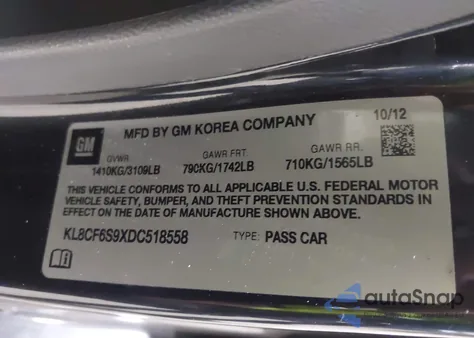 GM
MFD BY GM KOREA COMPANY
10/12
GVWR GAWR FRT. GAWR RR.
1410KG/3109LB 790KG/1742LB 710KG/1565LB
THIS VEHICLE CONFORMS TO ALL APPLICABLE U.S. FEDERAL MOTOR
VEHICLE SAFETY, BUMPER, AND THEFT PREVENTION STANDARDS IN
EFFECT ON THE DATE OF MANUFACTURE SHOWN ABOVE.
KL8CF6S9XDC518558 TYPE: PASS CAR
autoSnap